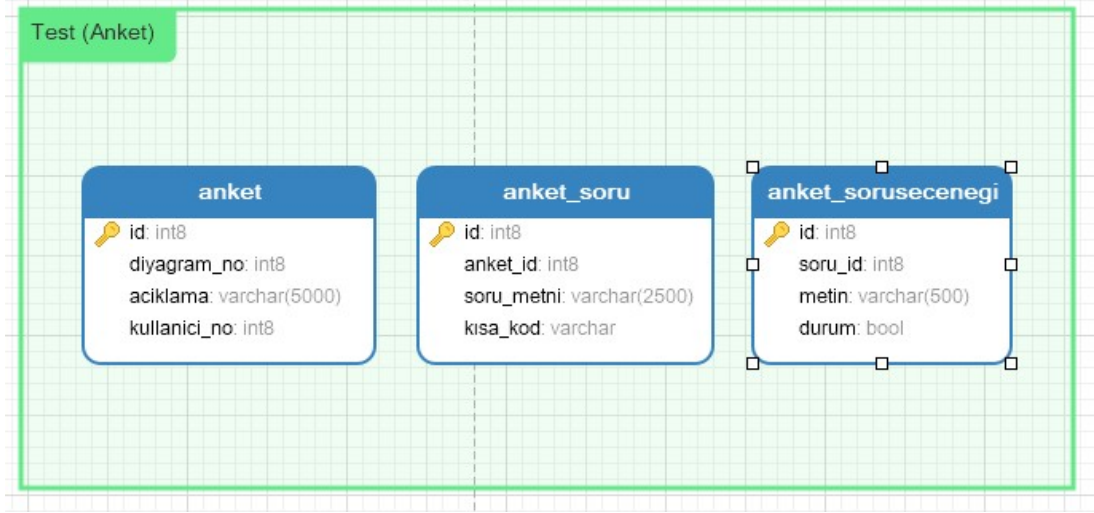 Test (Anket)
anket
id: int8
diyagram_no: int8
aciklama: varchar(5000)
kullanici_no: int8
anket_soru
id: int8
anket_id: int8
soru_metni: varchar(2500)
kısa_kod: varchar
anket_sorusecenegi
id: int8
soru_id: int8
metin: varchar(500)
durum: bool